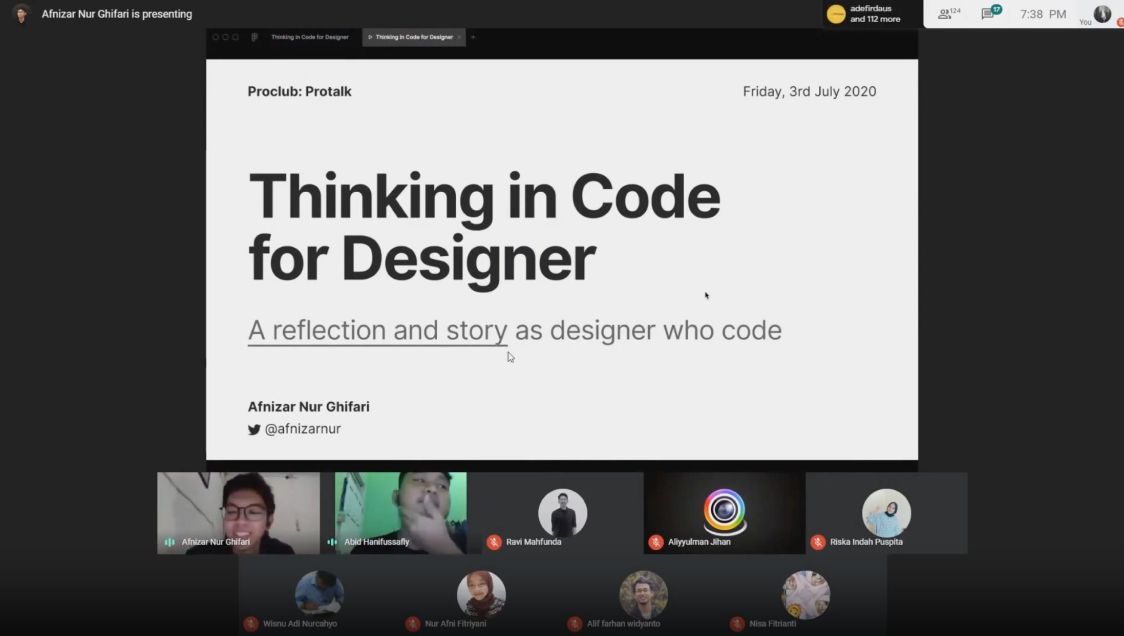 Afnizar Nur Ghifari is presenting
adefirdaus
and 112 more
124
17
7:38 PM
You
Thinking in Code for Designer
Thinking in Code for Designer
Proclub: Protalk
Friday, 3rd July 2020
Thinking in Code
for Designer
A reflection and story as designer who code
Afnizar Nur Ghifari
@afnizarnur
Afnizar Nur Ghifari
Abid Hanifussafly
Ravi Mahfunda
Aliyyulman Jihan
Riska Indah Puspita
Wisnu Adi Nurcahyo
Nur Afni Fitriyani
Alif farhan widyanto
Nisa Fitrianti